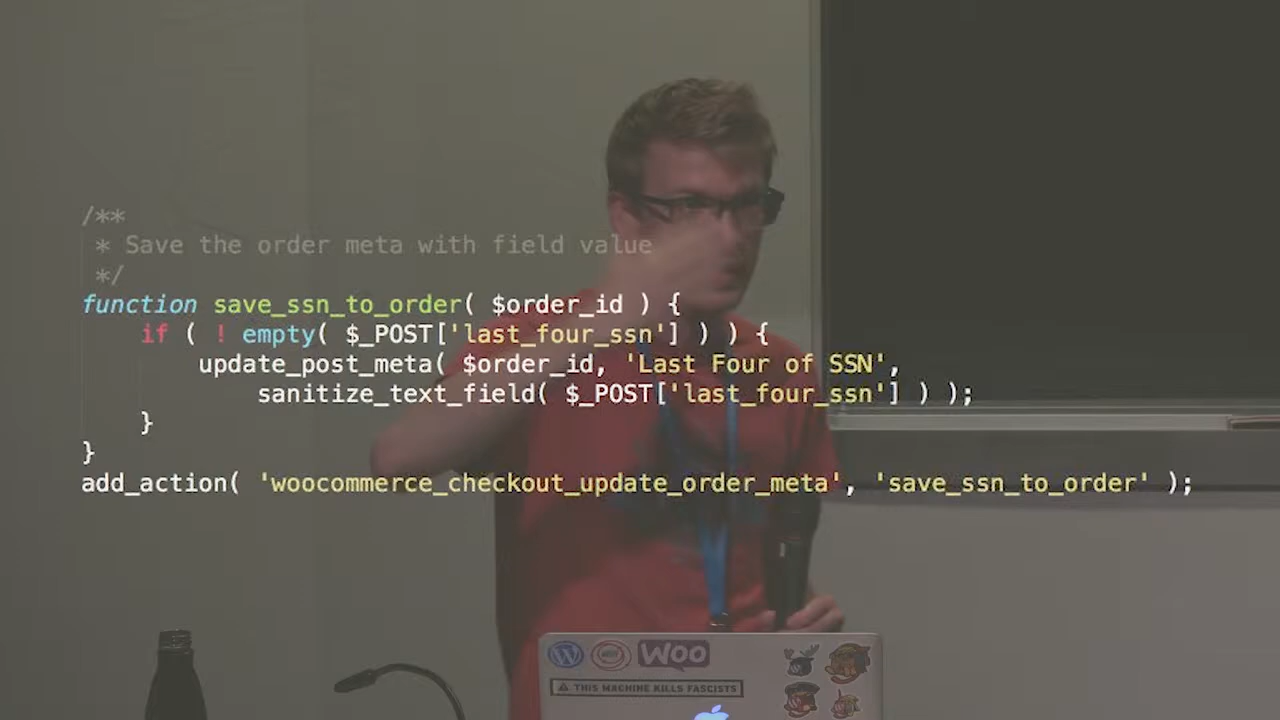 /**
 * Save the order meta with field value
 */
function save_ssn_to_order( $order_id ) {
    if ( ! empty( $_POST['last_four_ssn'] ) ) {
        update_post_meta( $order_id, 'Last Four of SSN',
            sanitize_text_field( $_POST['last_four_ssn'] ) );
    }
}
add_action( 'woocommerce_checkout_update_order_meta', 'save_ssn_to_order' );
WOO
THIS MACHINE KILLS FASCISTS